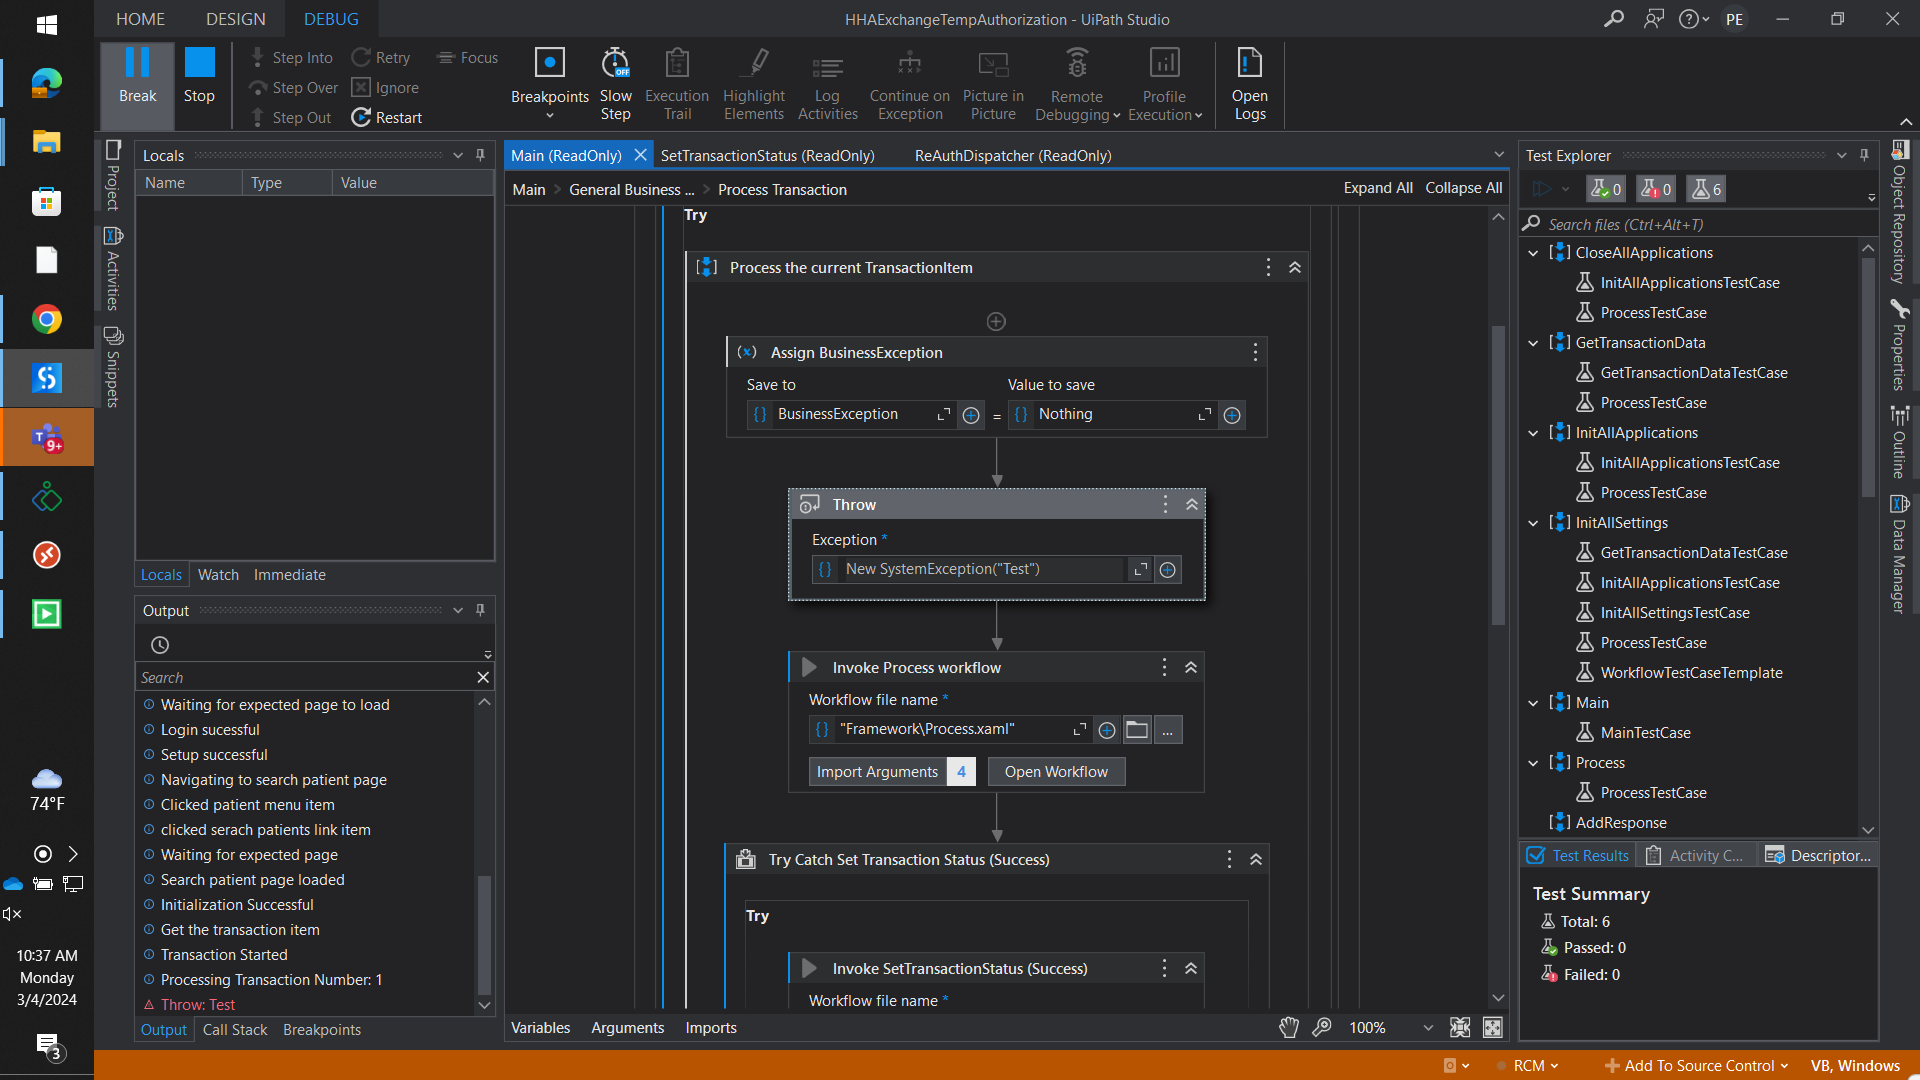 HOME
DESIGN
DEBUG
HHAExchangeTempAuthorization - UiPath Studio
PE
Break
Stop
Step Into
Step Over
Step Out
Retry
Ignore
Restart
Focus
Breakpoints
Slow Step
OFF
Execution Trail
Highlight Elements
Log Activities
Continue on Exception
Picture in Picture
Remote Debugging
Profile Execution
Open Logs
Project
Activities
Snippets
Locals
Name
Type
Value
Locals
Watch
Immediate
Output
Search
Waiting for expected page to load
Login sucessful
Setup successful
Navigating to search patient page
Clicked patient menu item
clicked serach patients link item
Waiting for expected page
Search patient page loaded
Initialization Successful
Get the transaction item
Transaction Started
Processing Transaction Number: 1
Throw: Test
Output
Call Stack
Breakpoints
Main (ReadOnly)
SetTransactionStatus (ReadOnly)
ReAuthDispatcher (ReadOnly)
Main > General Business ... > Process Transaction
Expand All
Collapse All
Try
Process the current TransactionItem
Assign BusinessException
Save to
Value to save
BusinessException
=
Nothing
Throw
Exception *
New SystemException("Test")
Invoke Process workflow
Workflow file name *
"Framework\Process.xaml"
...
Import Arguments
4
Open Workflow
Try Catch Set Transaction Status (Success)
Try
Invoke SetTransactionStatus (Success)
Workflow file name *
Variables
Arguments
Imports
100%
Test Explorer
0
0
6
Search files (Ctrl+Alt+T)
CloseAllApplications
InitAllApplicationsTestCase
ProcessTestCase
GetTransactionData
GetTransactionDataTestCase
ProcessTestCase
InitAllApplications
InitAllApplicationsTestCase
ProcessTestCase
InitAllSettings
GetTransactionDataTestCase
InitAllApplicationsTestCase
InitAllSettingsTestCase
ProcessTestCase
WorkflowTestCaseTemplate
Main
MainTestCase
Process
ProcessTestCase
AddResponse
Test Results
Activity C...
Descriptor...
Test Summary
Total: 6
Passed: 0
Failed: 0
Object Repository
Properties
Outline
Data Manager
RCM
Add To Source Control
VB, Windows
9+
74°F
10:37 AM
Monday
3/4/2024
3